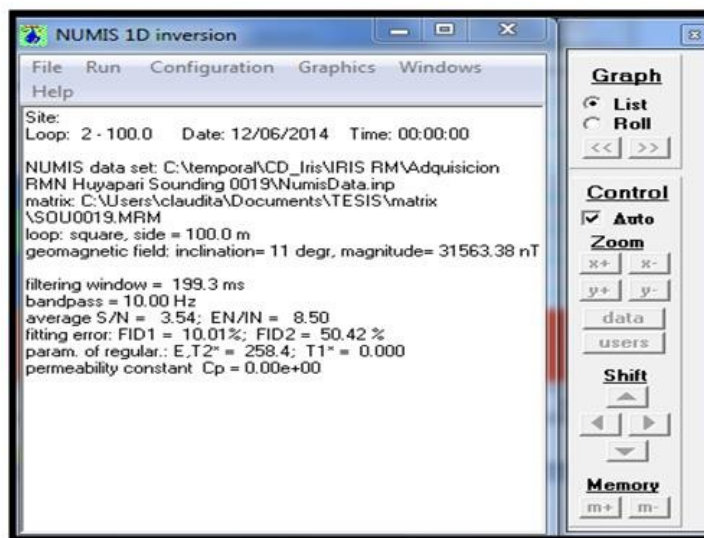 NUMIS 1D inversion
File Run Configuration Graphics Windows
Help
Site:
Loop: 2 - 100.0 Date: 12/06/2014 Time: 00:00:00
NUMIS data set: C:\temporal\CD_Iris\IRIS RM\Adquisicion
RMN Huyapari Sounding 0019\NumisData.inp
matrix: C:\Users\claudita\Documents\TESIS\matrix
\SOU0019.MRM
loop: square, side = 100.0 m
geomagnetic field: inclination= 11 degr, magnitude= 31563.38 nT
filtering window = 199.3 ms
bandpass = 10.00 Hz
average S/N = 3.54; EN/IN = 8.50
fitting error: FID1 = 10.01%; FID2 = 50.42 %
param. of regular.: E,T2* = 258.4; T1* = 0.000
permeability constant Cp = 0.00e+00
Graph
List
Roll
<< >>
Control
Auto
Zoom
x+ x-
y+ y-
data
users
Shift
Memory
m+ m-